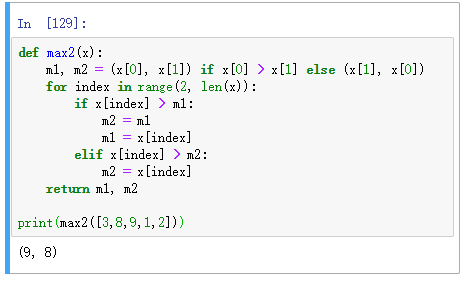 In [129]:
def max2(x):
    m1, m2 = (x[0], x[1]) if x[0] > x[1] else (x[1], x[0])
    for index in range(2, len(x)):
        if x[index] > m1:
            m2 = m1
            m1 = x[index]
        elif x[index] > m2:
            m2 = x[index]
    return m1, m2
print(max2([3,8,9,1,2]))
(9, 8)